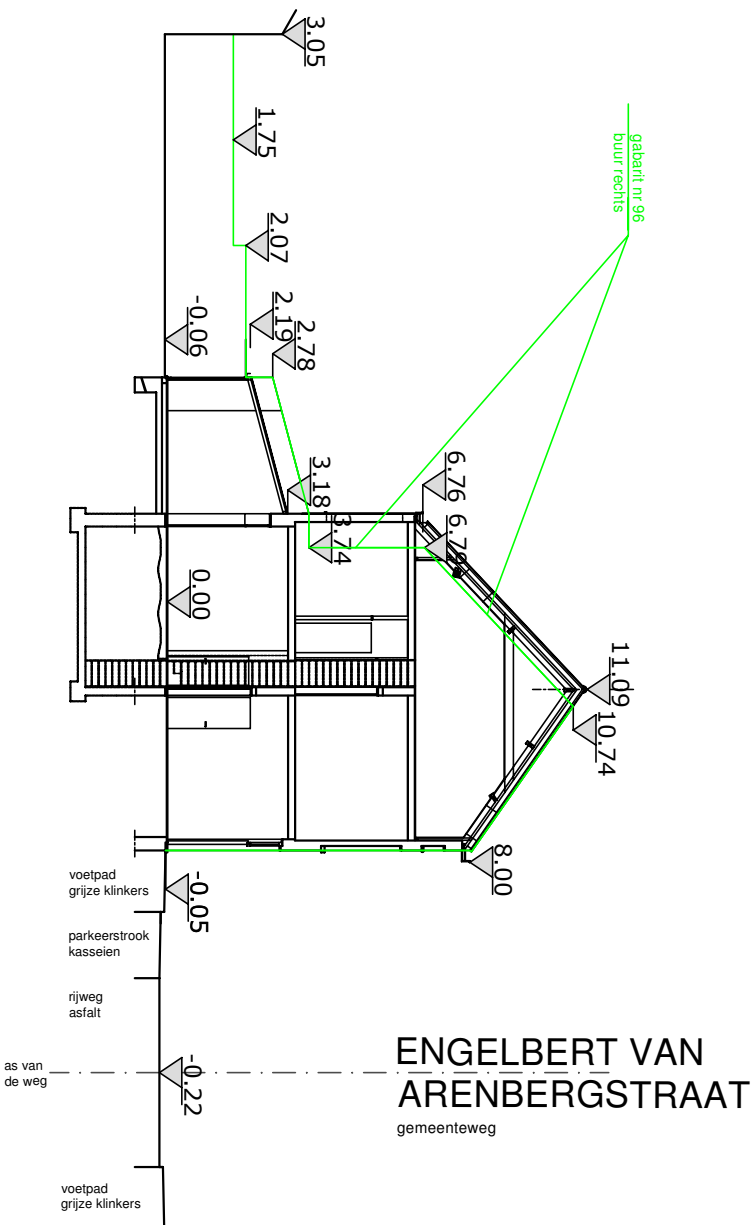 3.05
1.75
gabarit nr 96
buur rechts
2.07
-0.06
2.19
2.78
3.18
3.74
6.76
6.79
0.00
11.09
10.74
8.00
voetpad
grijze klinkers
-0.05
parkeerstrook
kasseien
rijweg
asfalt
as van
de weg
-0.22
ENGELBERT VAN
ARENBERGSTRAAT
gemeenteweg
voetpad
grijze klinkers